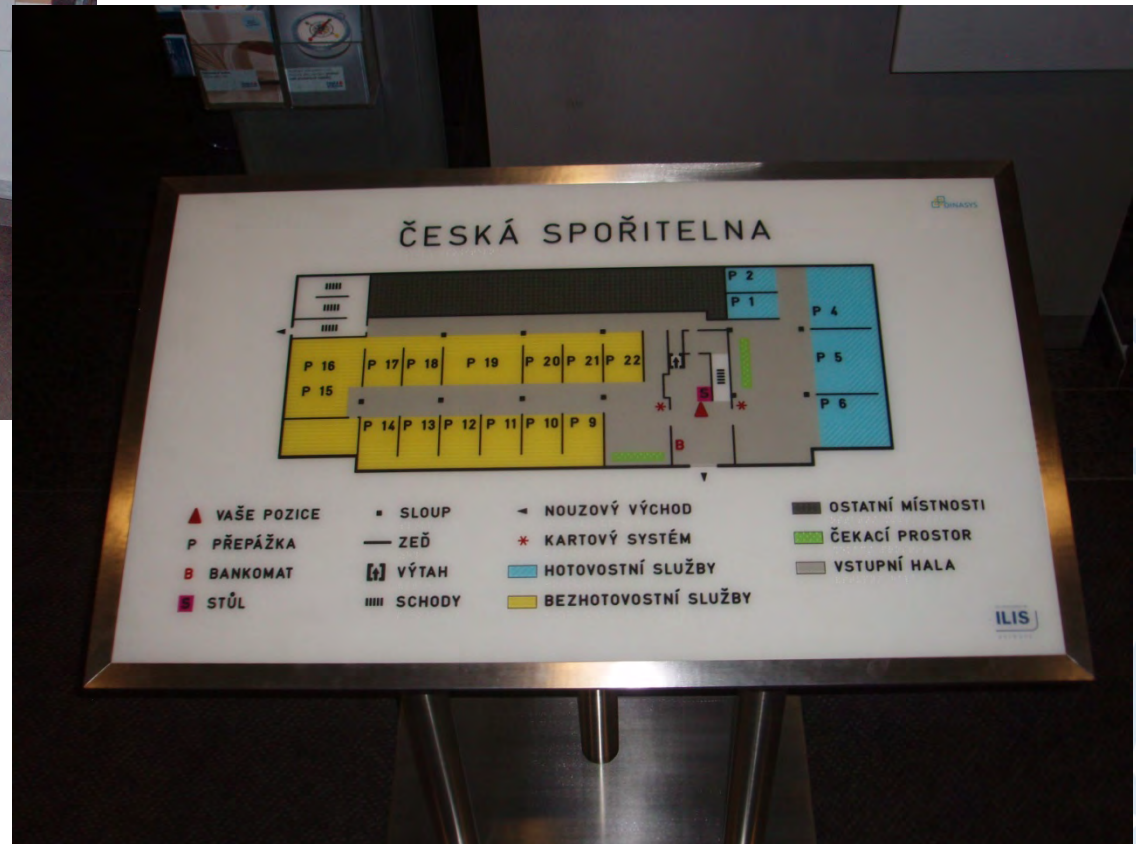 DINASYS
ČESKÁ SPOŘITELNA
P 2
P 1
P 4
P 16
P 17
P 18
P 19
P 20
P 21
P 22
P 5
P 15
S
P 6
P 14
P 13
P 12
P 11
P 10
P 9
B
VAŠE POZICE
SLOUP
NOUZOVÝ VÝCHOD
OSTATNÍ MÍSTNOSTI
P PŘEPÁŽKA
ZEĎ
KARTOVÝ SYSTÉM
ČEKACÍ PROSTOR
B BANKOMAT
VÝTAH
HOTOVOSTNÍ SLUŽBY
VSTUPNÍ HALA
S STŮL
SCHODY
BEZHOTOVOSTNÍ SLUŽBY
ILIS